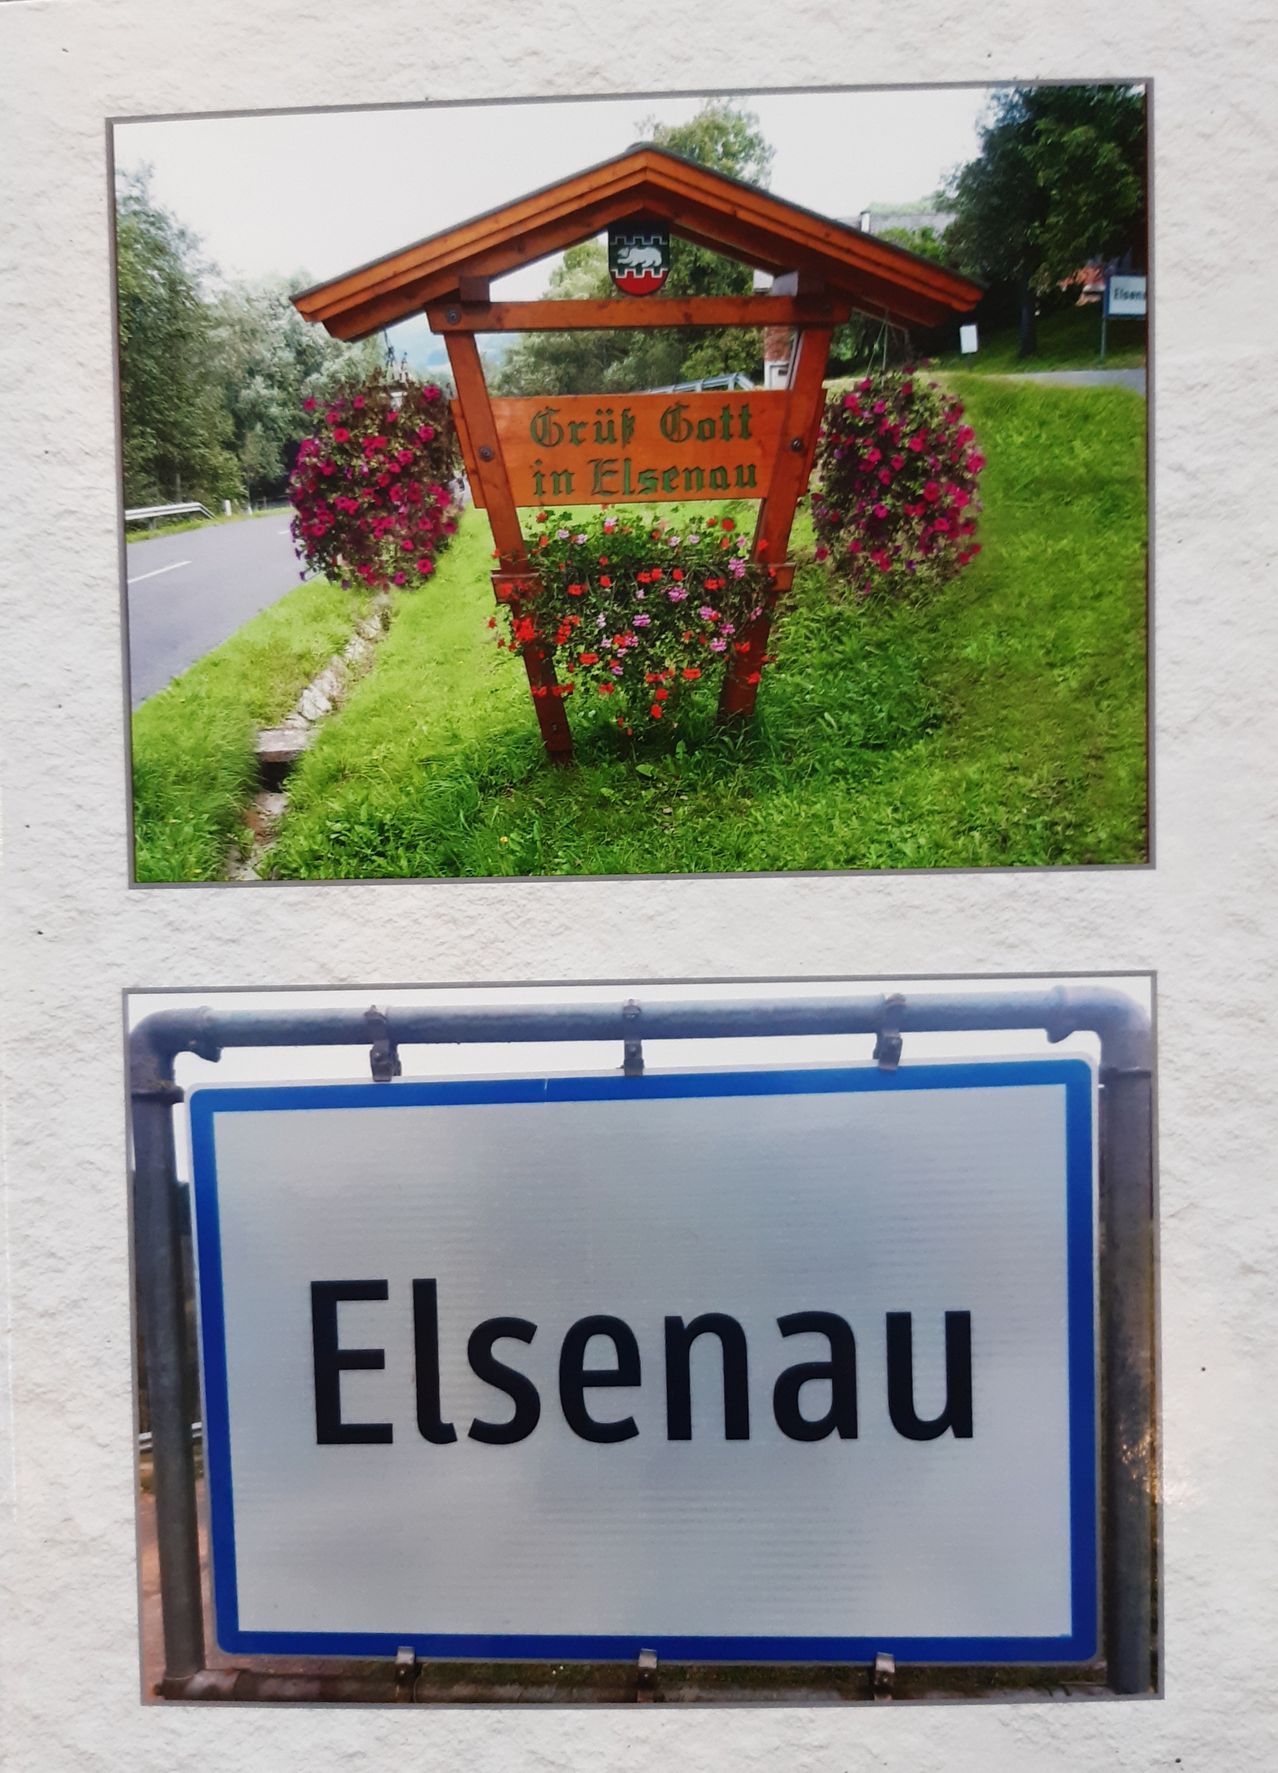 Grüß Gott
in Elsenau
Elsenau